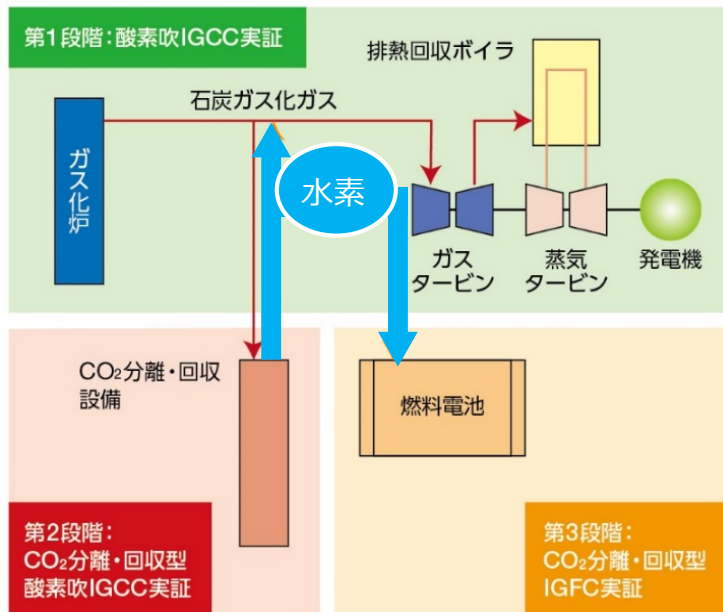 第1段階：酸素吹IGCC実証
排熱回収ボイラ
石炭ガス化ガス
ガス化炉
水素
ガス
タービン
蒸気
タービン
発電機
CO₂分離・回収
設備
燃料電池
第2段階：
CO₂分離・回収型
酸素吹IGCC実証
第3段階：
CO₂分離・回収型
IGFC実証